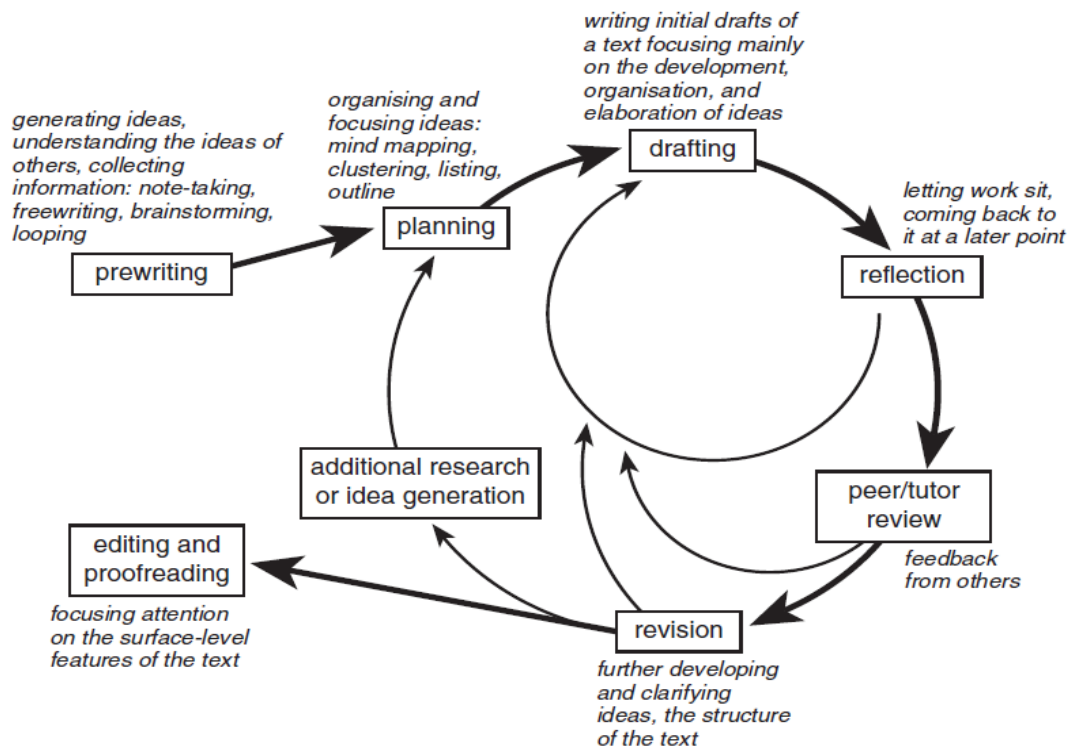 generating ideas,
understanding the ideas of
others, collecting
information: note-taking,
freewriting, brainstorming,
looping
prewriting
organising and
focusing ideas:
mind mapping,
clustering, listing,
outline
planning
writing initial drafts of
a text focusing mainly
on the development,
organisation, and
elaboration of ideas
drafting
letting work sit,
coming back to
it at a later point
reflection
peer/tutor
review
feedback
from others
revision
further developing
and clarifying
ideas, the structure
of the text
additional research
or idea generation
editing and
proofreading
focusing attention
on the surface-level
features of the text